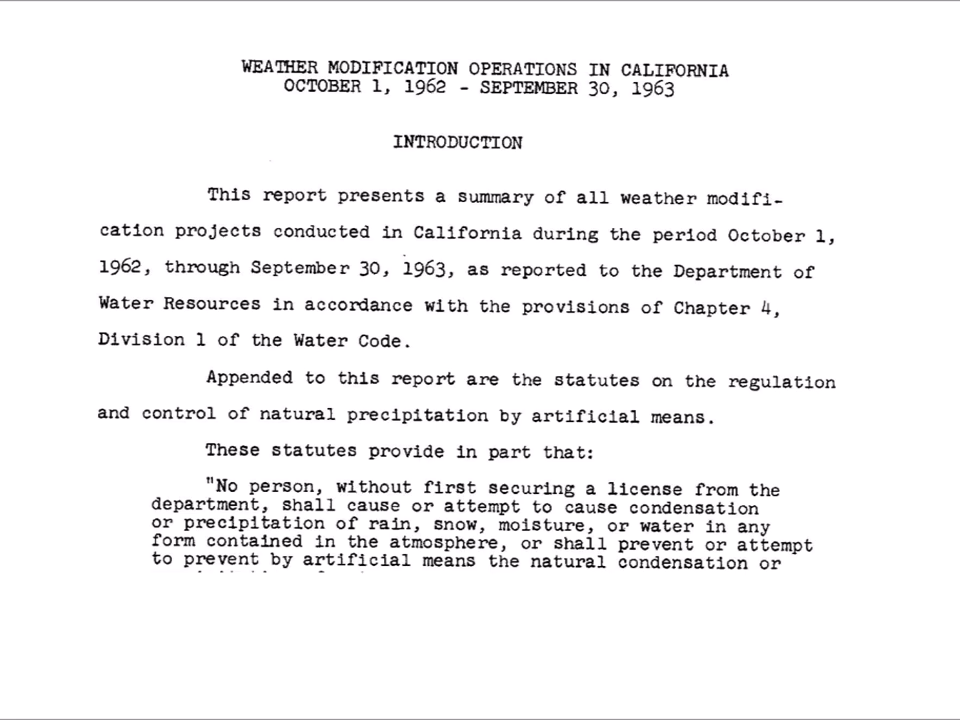 WEATHER MODIFICATION OPERATIONS IN CALIFORNIA
OCTOBER 1, 1962 - SEPTEMBER 30, 1963
INTRODUCTION
This report presents a summary of all weather modifi-
cation projects conducted in California during the period October 1,
1962, through September 30, 1963, as reported to the Department of
Water Resources in accordance with the provisions of Chapter 4,
Division 1 of the Water Code.
Appended to this report are the statutes on the regulation
and control of natural precipitation by artificial means.
These statutes provide in part that:
"No person, without first securing a license from the
department, shall cause or attempt to cause condensation
or precipitation of rain, snow, moisture, or water in any
form contained in the atmosphere, or shall prevent or attempt
to prevent by artificial means the natural condensation or